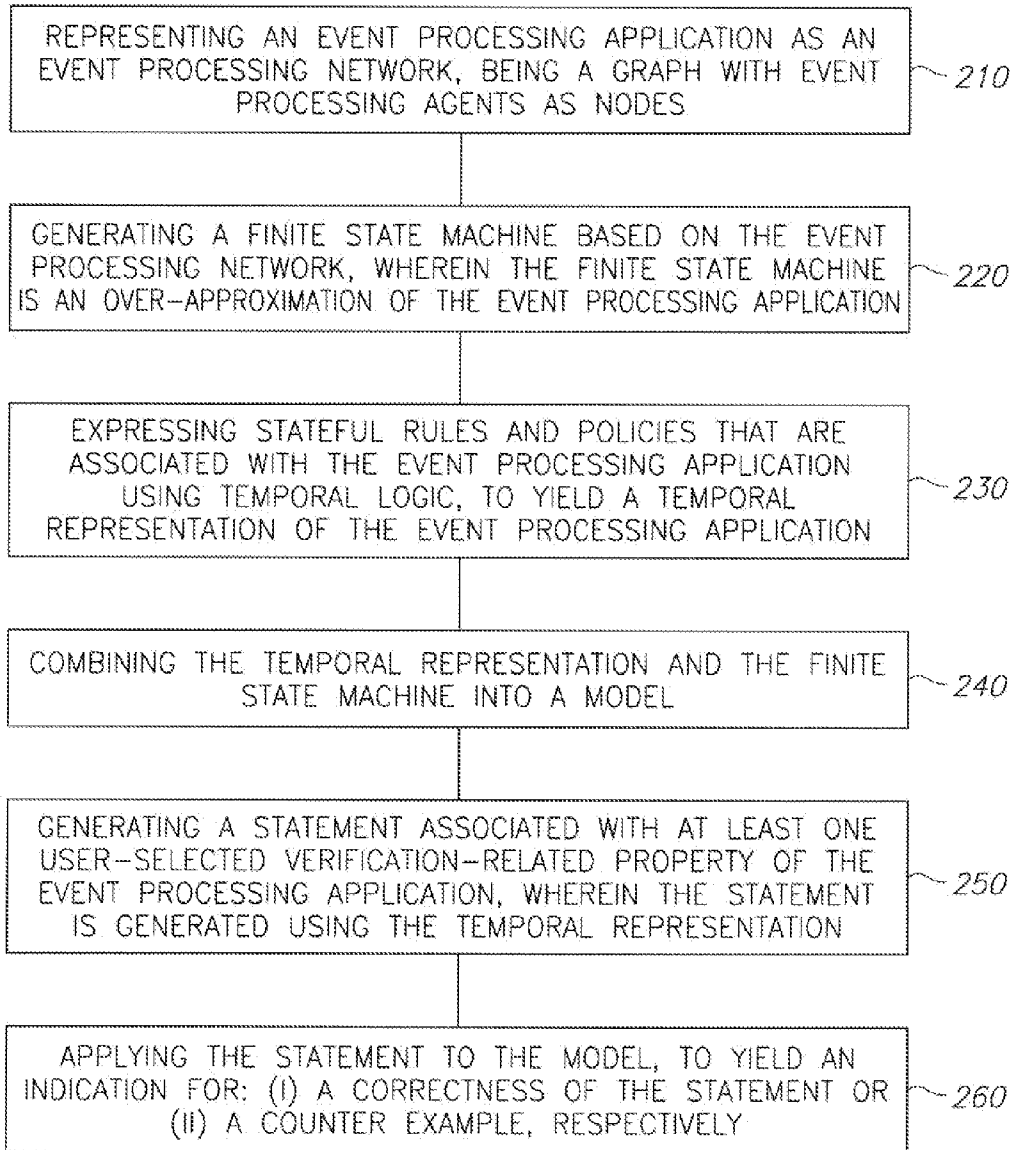 REPRESENTING AN EVENT PROCESSING APPLICATION AS AN
EVENT PROCESSING NETWORK, BEING A GRAPH WITH EVENT
PROCESSING AGENTS AS NODES
210
GENERATING A FINITE STATE MACHINE BASED ON THE EVENT
PROCESSING NETWORK, WHEREIN THE FINITE STATE MACHINE
IS AN OVER-APPROXIMATION OF THE EVENT PROCESSING APPLICATION
220
EXPRESSING STATEFUL RULES AND POLICIES THAT ARE
ASSOCIATED WITH THE EVENT PROCESSING APPLICATION
USING TEMPORAL LOGIC, TO YIELD A TEMPORAL
REPRESENTATION OF THE EVENT PROCESSING APPLICATION
230
COMBINING THE TEMPORAL REPRESENTATION AND THE FINITE
STATE MACHINE INTO A MODEL
240
GENERATING A STATEMENT ASSOCIATED WITH AT LEAST ONE
USER-SELECTED VERIFICATION-RELATED PROPERTY OF THE
EVENT PROCESSING APPLICATION, WHEREIN THE STATEMENT
IS GENERATED USING THE TEMPORAL REPRESENTATION
250
APPLYING THE STATEMENT TO THE MODEL, TO YIELD AN
INDICATION FOR: (I) A CORRECTNESS OF THE STATEMENT OR
(II) A COUNTER EXAMPLE, RESPECTIVELY
260